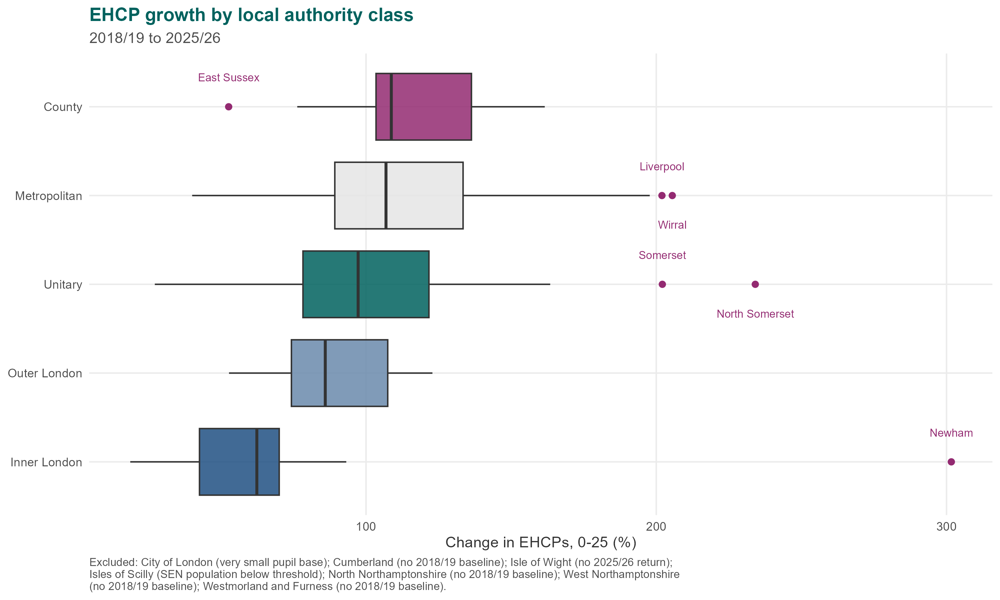 EHCP growth by local authority class
2018/19 to 2025/26
East Sussex
County
Liverpool
Metropolitan
Wirral
Somerset
Unitary
North Somerset
Outer London
Newham
Inner London
100
200
300
Change in EHCPs, 0-25 (%)
Excluded: City of London (very small pupil base); Cumberland (no 2018/19 baseline); Isle of Wight (no 2025/26 return);
Isles of Scilly (SEN population below threshold); North Northamptonshire (no 2018/19 baseline); West Northamptonshire
(no 2018/19 baseline); Westmorland and Furness (no 2018/19 baseline).